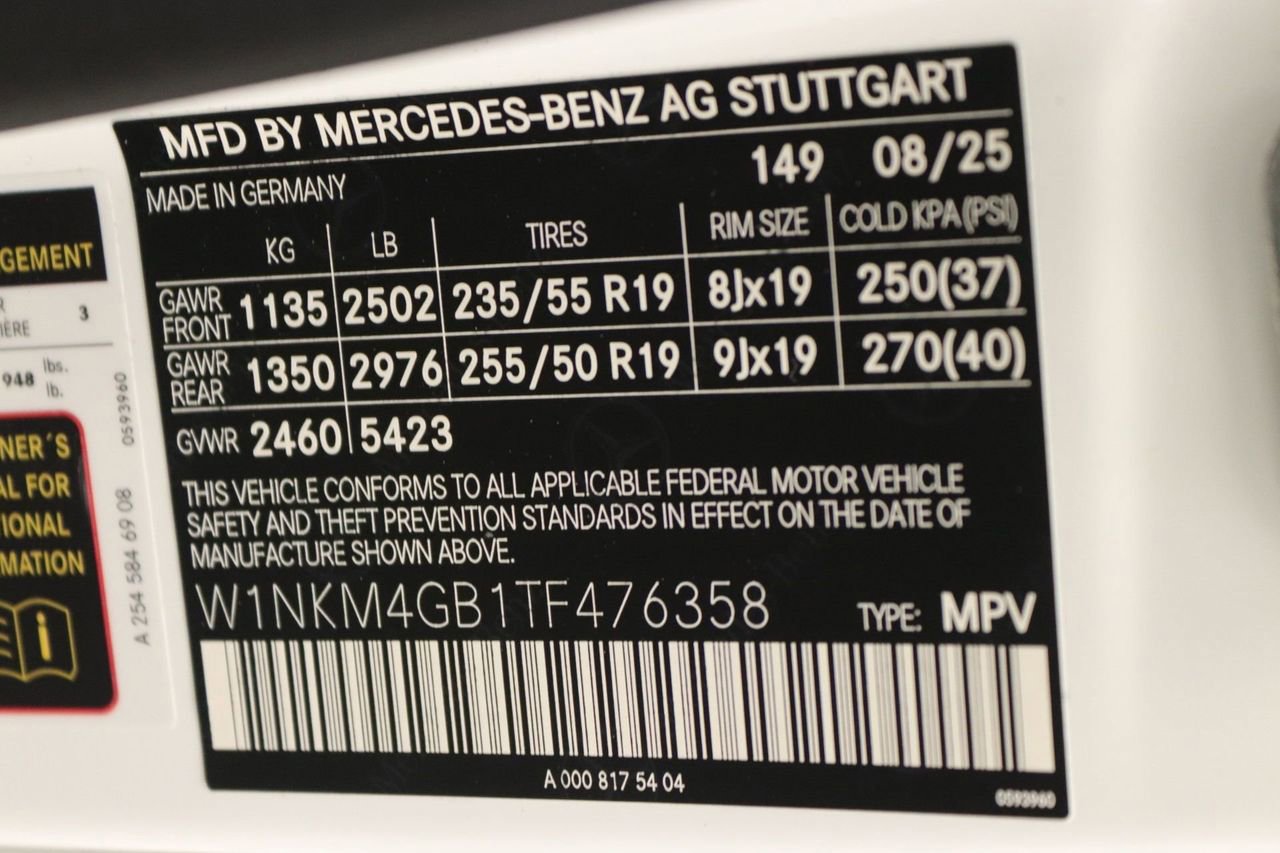 MFD BY MERCEDES-BENZ AG STUTTGART
MADE IN GERMANY 149 08/25
KG LB TIRES RIM SIZE COLD KPA(PSI)
GAWR FRONT 1135 2502 235/55 R19 8Jx19 250(37)
GAWR REAR 1350 2976 255/50 R19 9Jx19 270(40)
GVWR 2460 5423
THIS VEHICLE CONFORMS TO ALL APPLICABLE FEDERAL MOTOR VEHICLE
SAFETY AND THEFT PREVENTION STANDARDS IN EFFECT ON THE DATE OF
MANUFACTURE SHOWN ABOVE.
W1NKM4GB1TF476358 TYPE: MPV
A 000 817 54 04
0593960
GEMENT
R
IÈRE 3
948 lbs.
lb.
NER´S
AL FOR
TIONAL
MATION
i
A 254 584 69 08 0593960